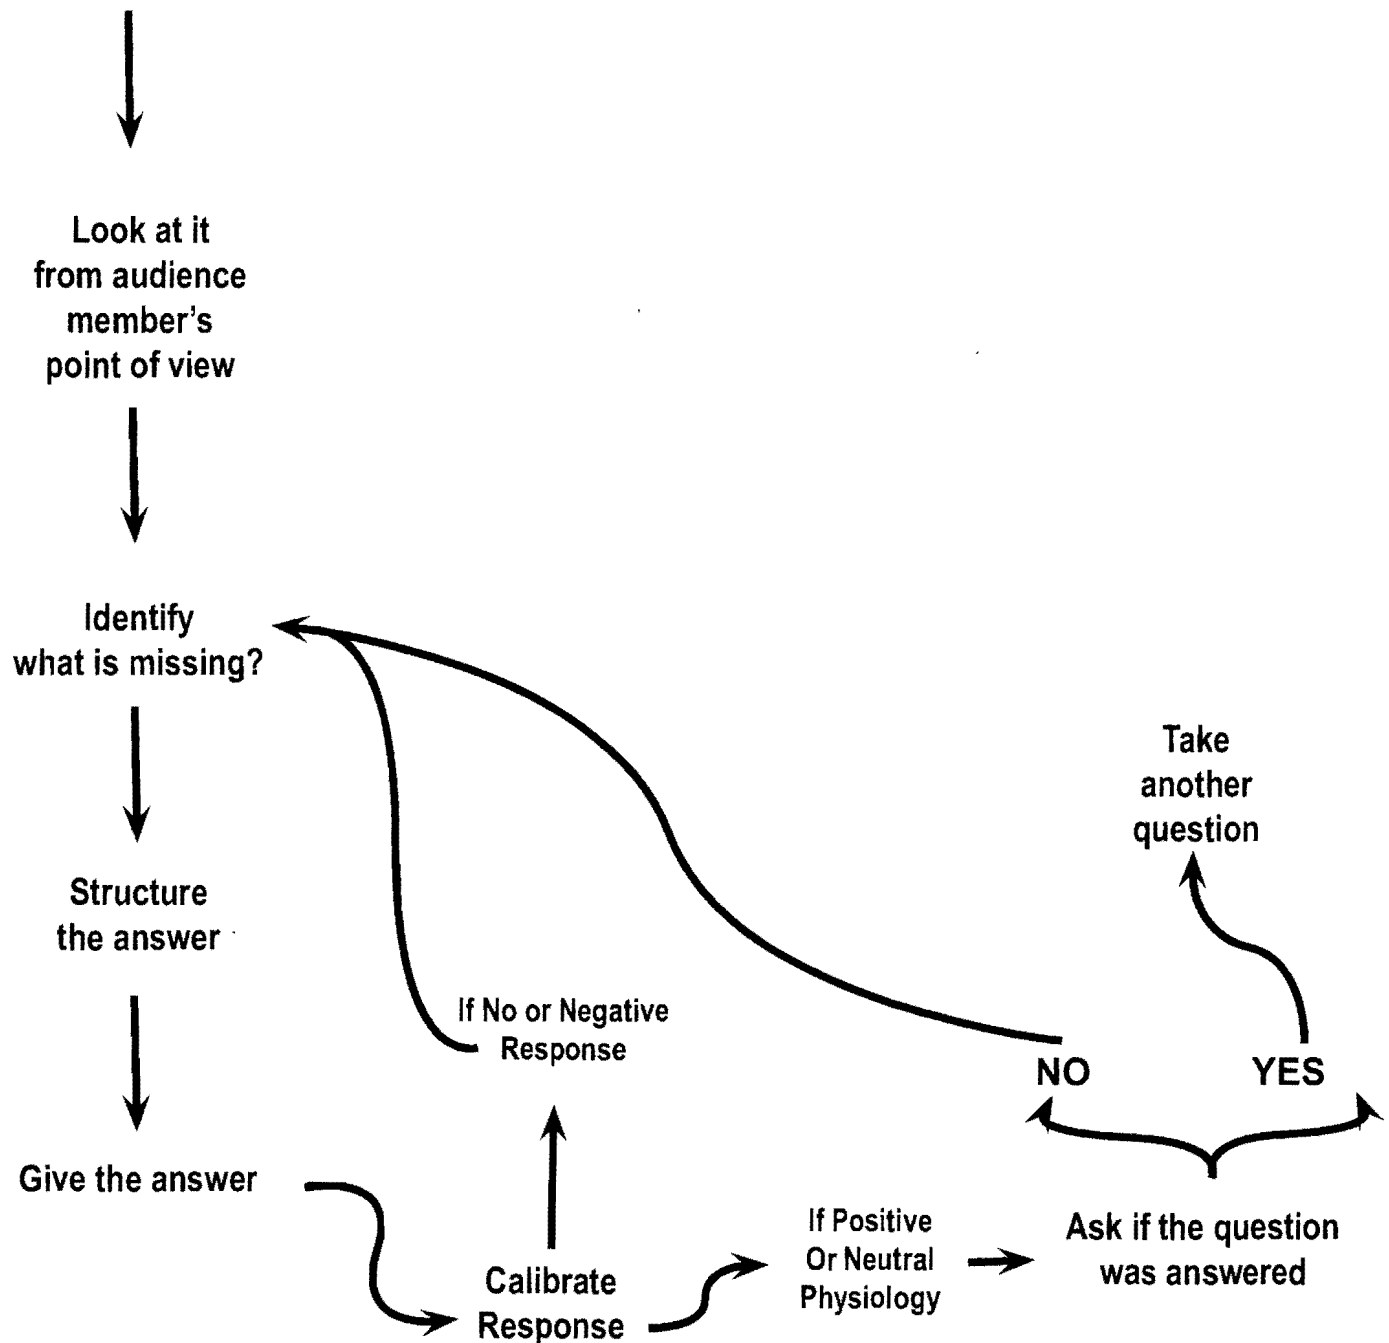 Look at it
from audience
member's
point of view
Identify
what is missing?
Structure
the answer
Give the answer
Calibrate
Response
If No or Negative
Response
If Positive
Or Neutral
Physiology
Ask if the question
was answered
NO
YES
Take
another
question